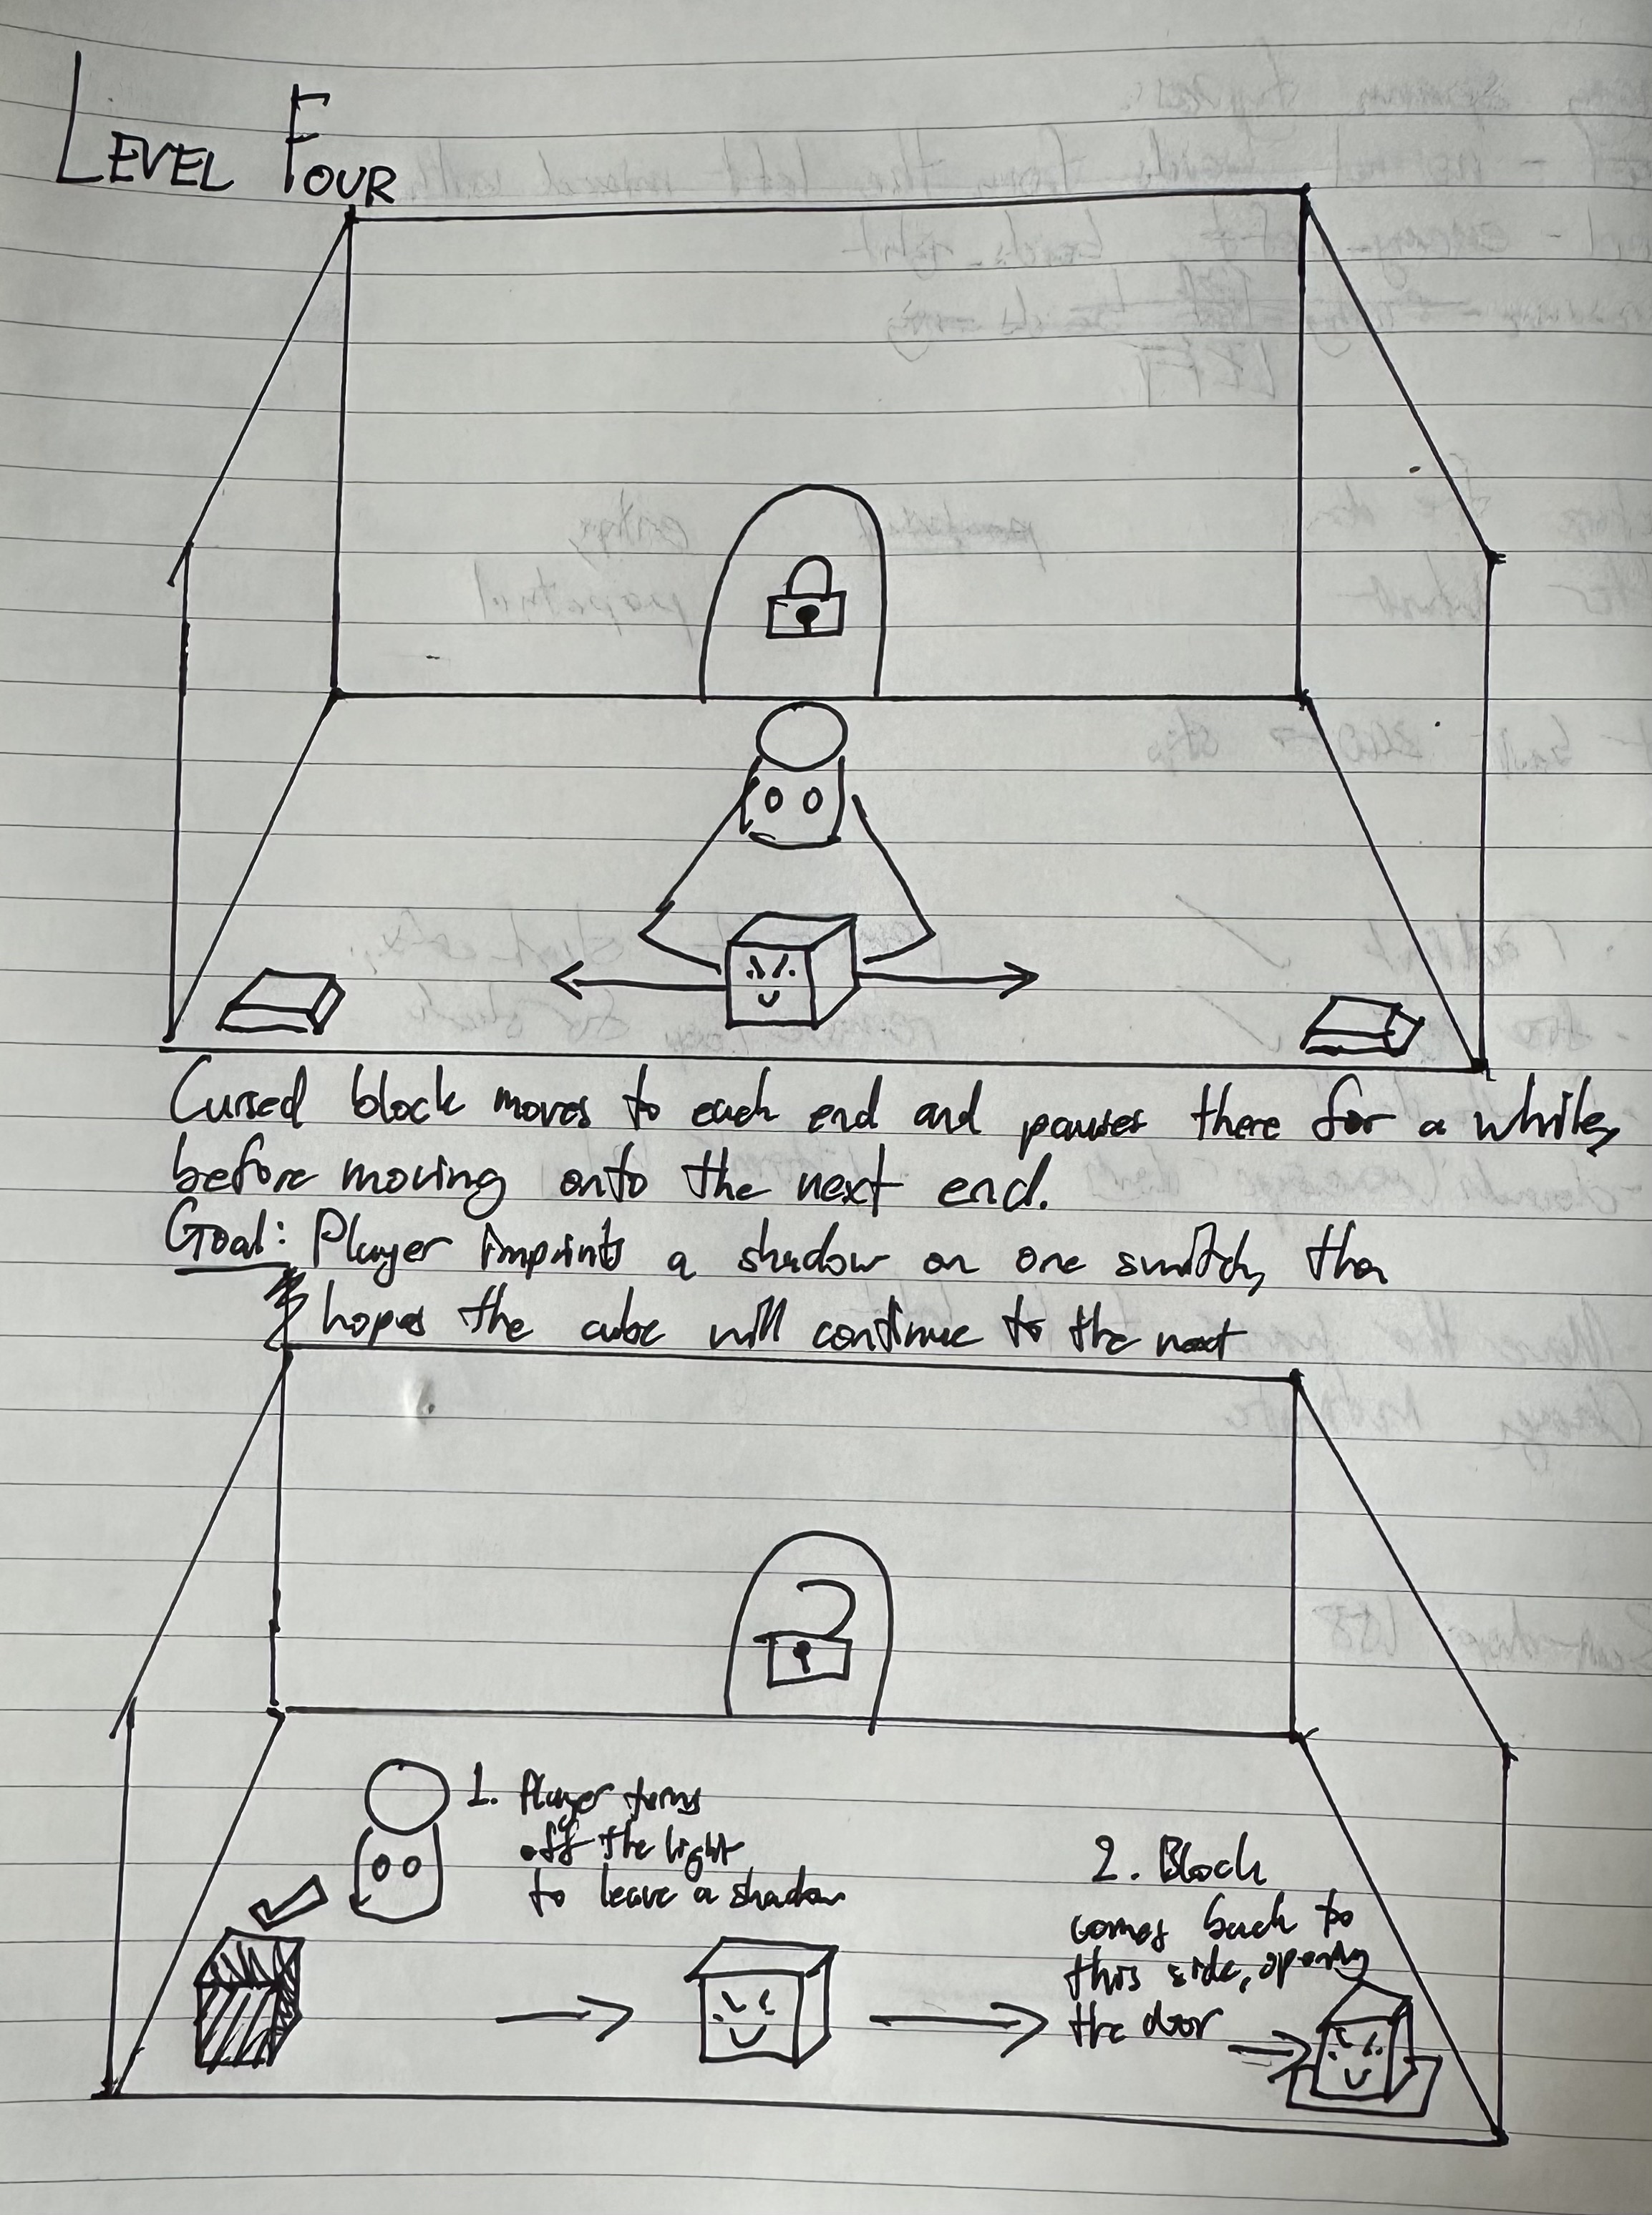 LEVEL FOUR
Cursed block moves to each end and pauses there for a while,
before moving onto the next end.
Goal: Player imprints a shadow on one switch, then
hopes the cube will continue to the next
1. Player turns
off the light
to leave a shadow
2. Block
comes back to
this side, opening
the door